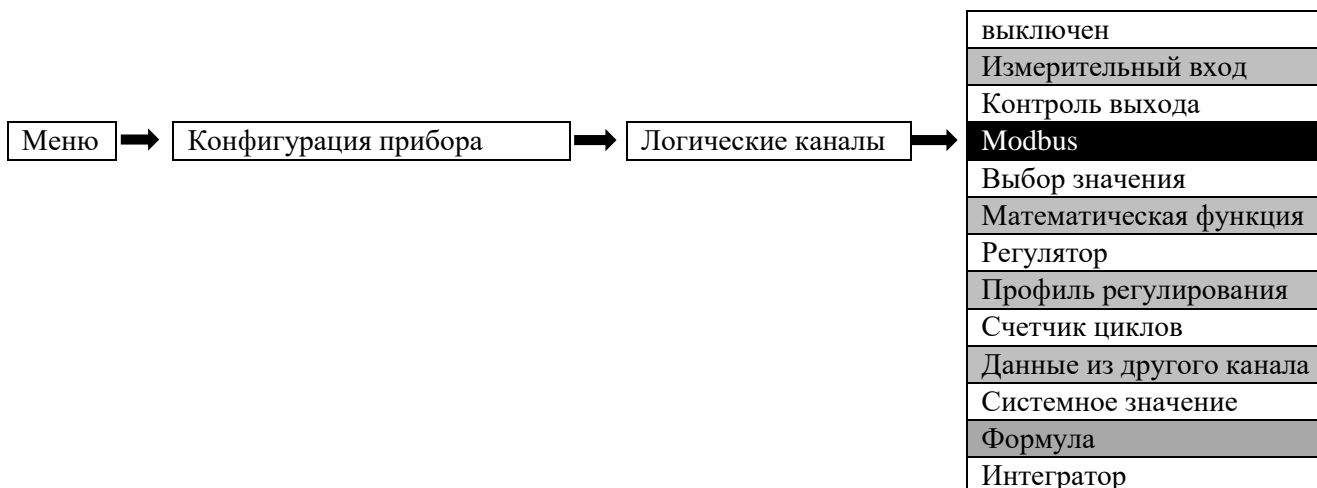 выключен
Измерительный вход
Контроль выхода
Меню Конфигурация прибора Логические каналы Modbus
Выбор значения
Математическая функция
Регулятор
Профиль регулирования
Счетчик циклов
Данные из другого канала
Системное значение
Формула
Интегратор